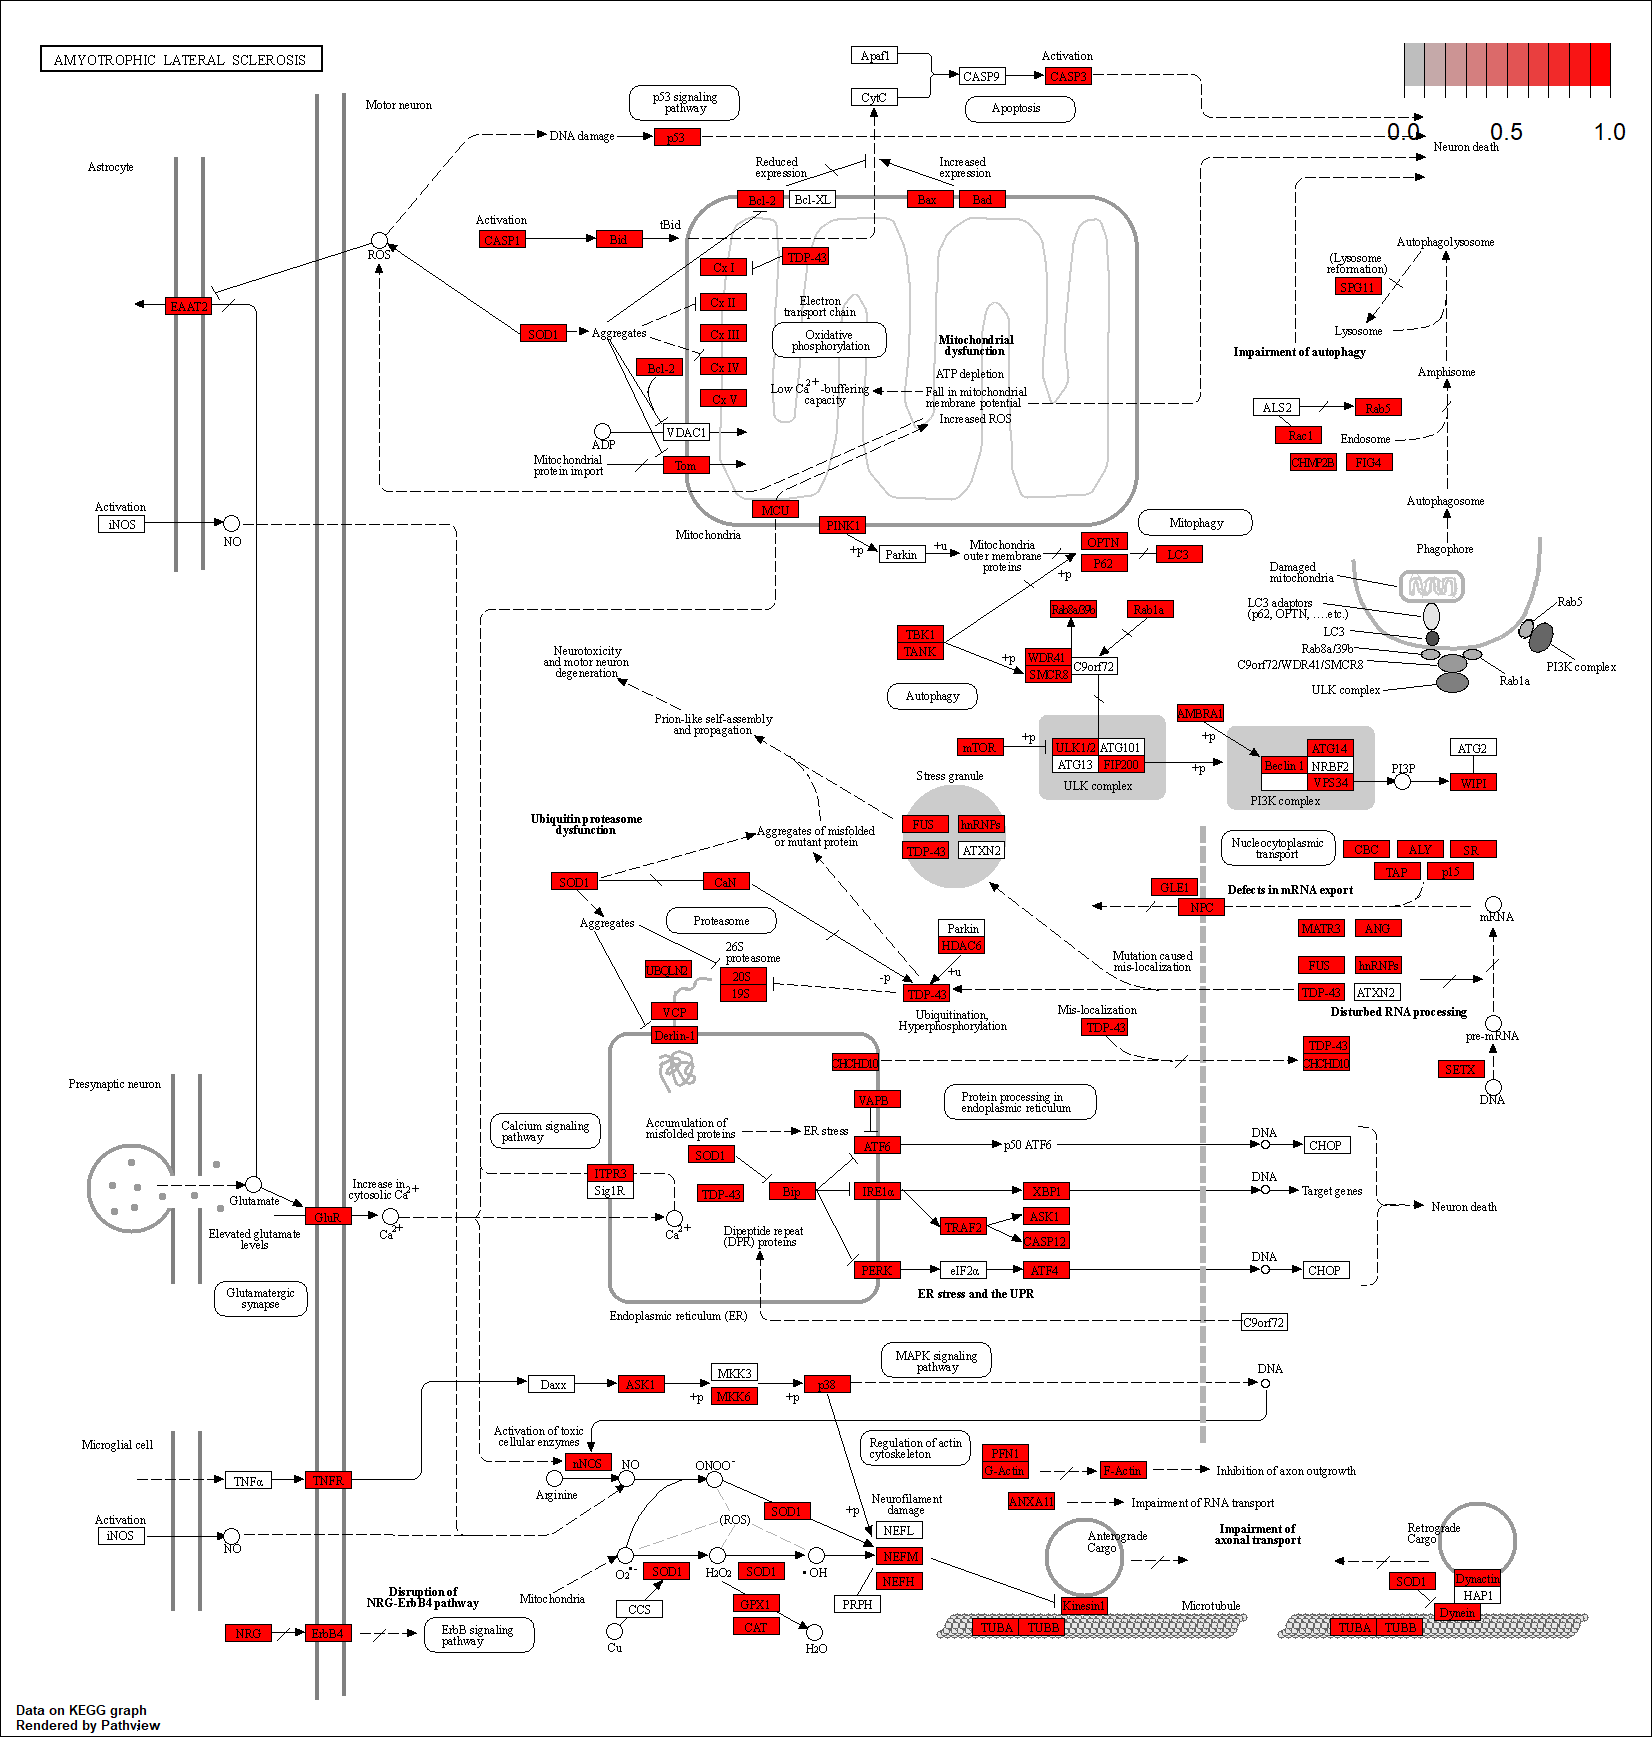 AMYOTROPHIC LATERAL SCLEROSIS
Motor neuron
Astrocyte
p53 signaling
pathway
Apaf1
CytC
CASP9
Activation
CASP3
Apoptosis
0.0
0.5
1.0
DNA damage
p53
Neuron death
Reduced
expression
Increased
expression
Bcl-2
Bcl-XL
Bax
Bad
Activation
CASP1
Bid
tBid
ROS
Cx I
TDP-43
Cx II
Cx III
Cx IV
Cx V
Electron
transport chain
Oxidative
phosphorylation
Mitochondrial
dysfunction
ATP depletion
Low Ca2+-buffering
capacity
Fall in mitochondrial
membrane potential
Increased ROS
EAAT2
SOD1
Aggregates
Bcl-2
VDAC1
ADP
Mitochondrial
protein import
Tom
MCU
Mitochondria
Autophagolysosome
(Lysosome
reformation)
SPG11
Lysosome
Impairment of autophagy
Amphisome
ALS2
Rab5
Rac1
Endosome
CHMP2B
FIG4
Autophagosome
Phagophore
Activation
iNOS
NO
PINK1
+p
Parkin
+u
Mitochondria
outer membrane
proteins
Mitophagy
OPTN
P62
LC3
+p
TBK1
TANK
Rab8a/39b
Rab1a
+p
WDR41
SMCR8
C9orf72
Autophagy
Damaged
mitochondria
LC3 adaptors
(p62, OPTN, ....etc.)
LC3
Rab8a/39b
C9orf72/WDR41/SMCR8
ULK complex
Rab5
PI3K complex
Rab1a
Neurotoxicity
and motor neuron
degeneration
Prion-like self-assembly
and propagation
mTOR
+p
ULK1/2
ATG101
ATG13
FIP200
ULK complex
+p
AMBRA1
+p
ATG14
Beclin 1
NRBF2
VPS34
PI3K complex
PI3P
ATG2
WIPI
Stress granule
FUS
hnRNPs
TDP-43
ATXN2
Ubiquitin proteasome
dysfunction
Aggregates of misfolded
or mutant protein
SOD1
CaN
Aggregates
Proteasome
26S
proteasome
UBQLN2
20S
19S
VCP
Derlin-1
Parkin
HDAC6
-p
+u
TDP-43
Ubiquitination,
Hyperphosphorylation
Nucleocytoplasmic
transport
CBC
ALY
SR
TAP
p15
GLE1
NPC
Defects in mRNA export
mRNA
MATR3
ANG
FUS
hnRNPs
TDP-43
ATXN2
Mutation caused
mis-localization
Disturbed RNA processing
pre-mRNA
Mis-localization
TDP-43
TDP-43
CHCHD10
SETX
DNA
CHCHD10
VAPB
Protein processing in
endoplasmic reticulum
Presynaptic neuron
Calcium signaling
pathway
Accumulation of
misfolded proteins
ER stress
ATF6
p50 ATF6
DNA
CHOP
SOD1
ITPR3
Sig1R
TDP-43
Bip
IRE1α
XBP1
DNA
Target genes
TRAF2
ASK1
CASP12
Neuron death
Glutamate
Increase in
cytosolic Ca2+
GluR
Ca2+
Ca2+
Elevated glutamate
levels
Dipeptide repeat
(DPR) proteins
PERK
eIF2α
ATF4
DNA
CHOP
ER stress and the UPR
Glutamatergic
synapse
Endoplasmic reticulum (ER)
C9orf72
MAPK signaling
pathway
Daxx
ASK1
MKK3
MKK6
+p
+p
p38
DNA
Microglial cell
Activation of toxic
cellular enzymes
nNOS
TNFα
TNFR
Arginine
NO
ONOO-
Regulation of actin
cytoskeleton
PFN1
G-Actin
F-Actin
Inhibition of axon outgrowth
ANXA11
Impairment of RNA transport
Activation
iNOS
NO
SOD1
(ROS)
+p
Neurofilament
damage
NEFL
NEFM
NEFH
PRPH
O2•-
SOD1
H2O2
SOD1
•OH
CCS
Cu
GPX1
CAT
H2O
Mitochondria
Anterograde
Cargo
Impairment of
axonal transport
Retrograde
Cargo
SOD1
Dynactin
HAP1
Dynein
Kinesin1
Microtubule
TUBA
TUBB
TUBA
TUBB
Disruption of
NRG-ErbB4 pathway
NRG
ErbB4
ErbB signaling
pathway
Data on KEGG graph
Rendered by Pathview